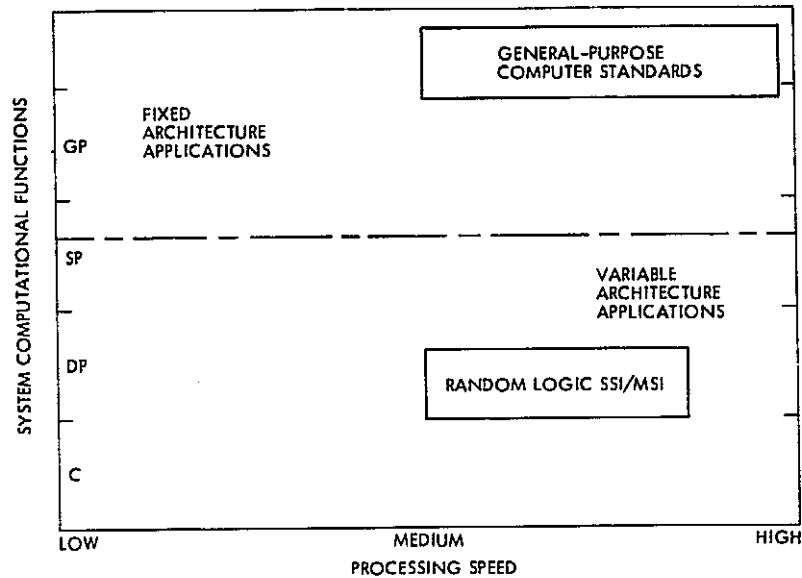 GENERAL-PURPOSE
COMPUTER STANDARDS
FIXED
ARCHITECTURE
APPLICATIONS
GP
SYSTEM COMPUTATIONAL FUNCTIONS
SP
VARIABLE
ARCHITECTURE
APPLICATIONS
DP
RANDOM LOGIC SSI/MSI
C
LOW
MEDIUM
HIGH
PROCESSING SPEED